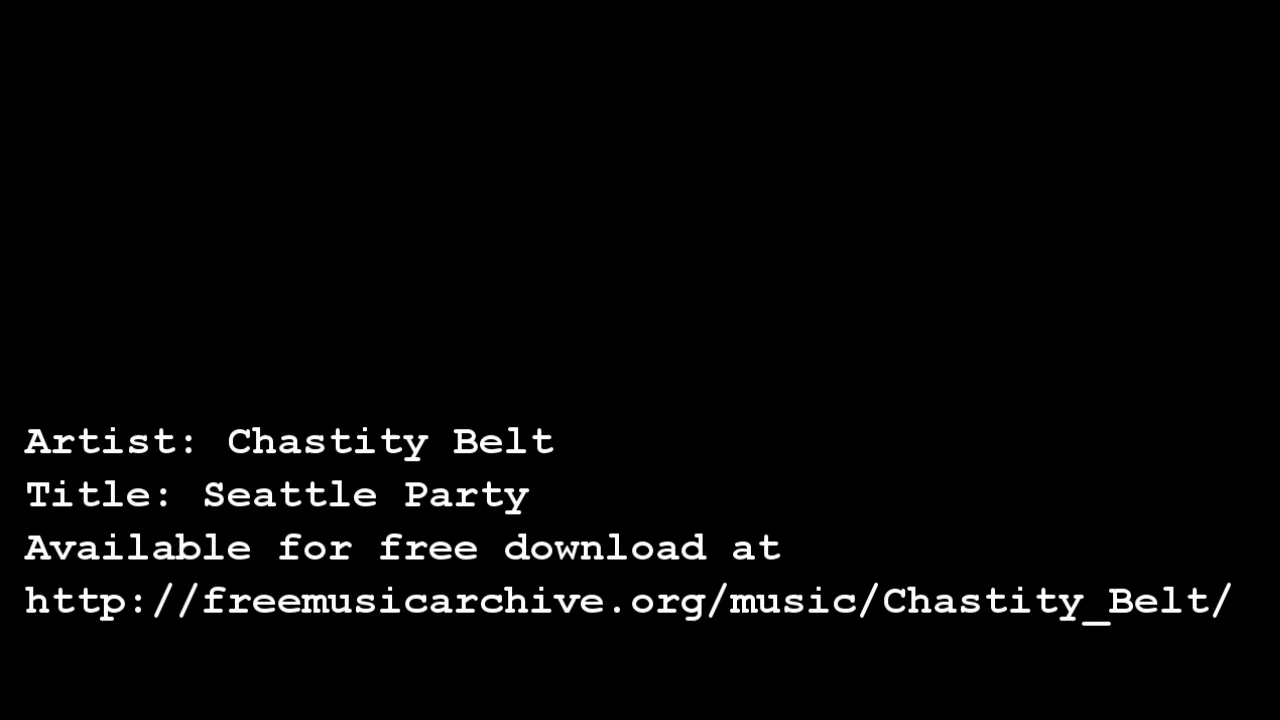 Artist: Chastity Belt
Title: Seattle Party
Available for free download at
http://freemusicarchive.org/music/Chastity_Belt/